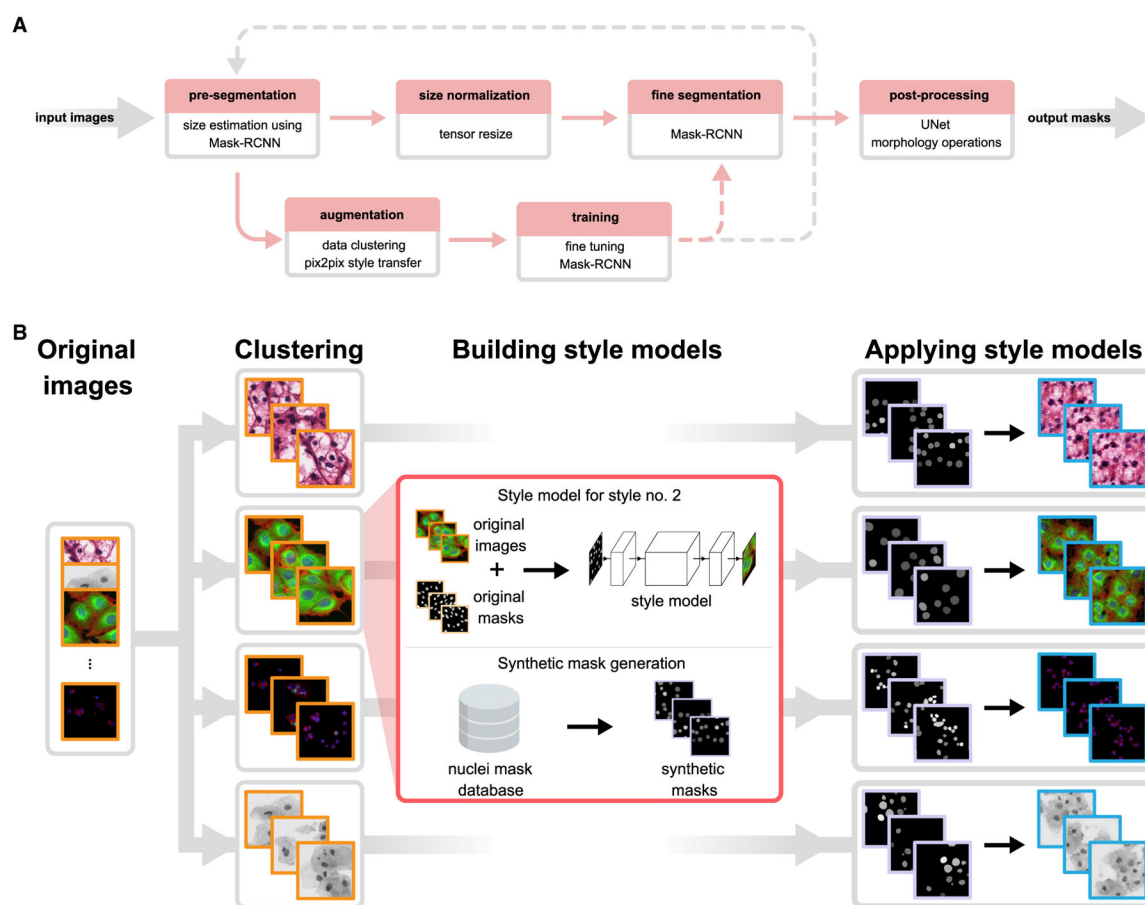 A
input images
pre-segmentation
size estimation using
Mask-RCNN
size normalization
tensor resize
fine segmentation
Mask-RCNN
post-processing
UNet
morphology operations
output masks
augmentation
data clustering
pix2pix style transfer
training
fine tuning
Mask-RCNN
B
Original
images
Clustering
Building style models
Applying style models
...
Style model for style no. 2
original
images
+
original
masks
style model
Synthetic mask generation
nuclei mask
database
synthetic
masks